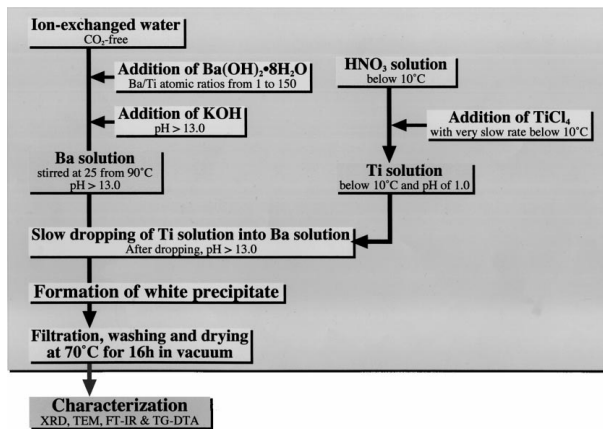 Ion-exchanged water
CO₂-free
Addition of Ba(OH)₂•8H₂O
Ba/Ti atomic ratios from 1 to 150
Addition of KOH
pH > 13.0
Ba solution
stirred at 25 from 90˚C
pH > 13.0
HNO₃ solution
below 10˚C
Addition of TiCl₄
with very slow rate below 10˚C
Ti solution
below 10˚C and pH of 1.0
Slow dropping of Ti solution into Ba solution
After dropping, pH > 13.0
Formation of white precipitate
Filtration, washing and drying
at 70˚C for 16h in vacuum
Characterization
XRD, TEM, FT-IR & TG-DTA